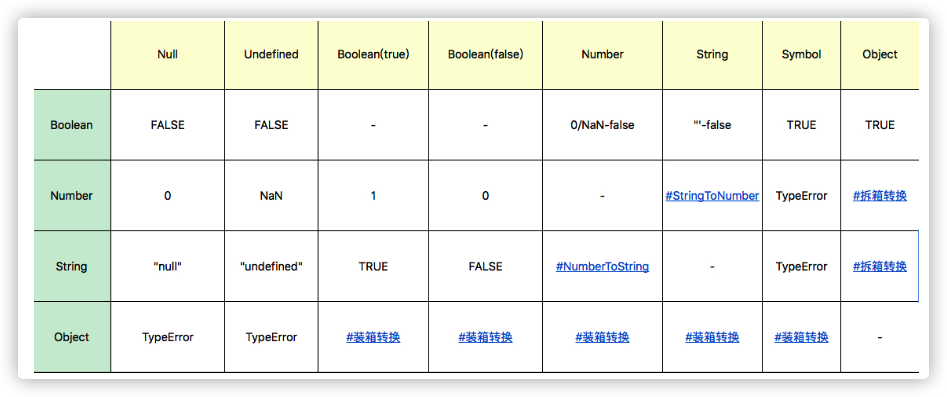 Null Undefined Boolean(true) Boolean(false) Number String Symbol Object
Boolean FALSE FALSE - - 0/NaN-false "'-false TRUE TRUE
Number 0 NaN 1 0 - #StringToNumber TypeError #拆箱转换
String "null" "undefined" TRUE FALSE #NumberToString - TypeError #拆箱转换
Object TypeError TypeError #装箱转换 #装箱转换 #装箱转换 #装箱转换 #装箱转换 -